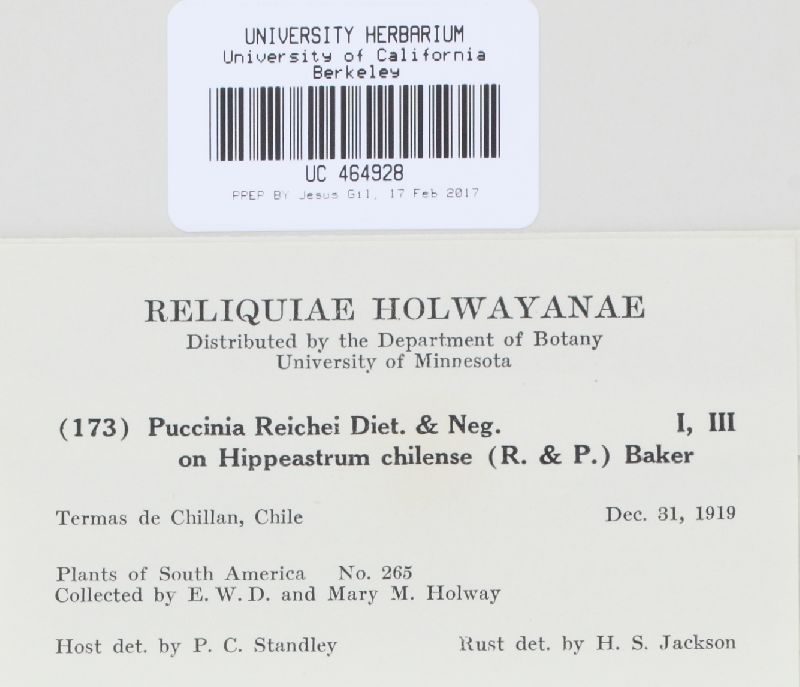 UNIVERSITY HERBARIUM
University of California
Berkeley
UC 464928
PREP BY Jesus Gil, 17 Feb 2017
RELIQUIAE HOLWAYANAE
Distributed by the Department of Botany
University of Minnesota
(173) Puccinia Reichei Diet. & Neg. I, III
on Hippeastrum chilense (R. & P.) Baker
Termas de Chillan, Chile Dec. 31, 1919
Plants of South America No. 265
Collected by E. W. D. and Mary M. Holway
Host det. by P. C. Standley Rust det. by H. S. Jackson